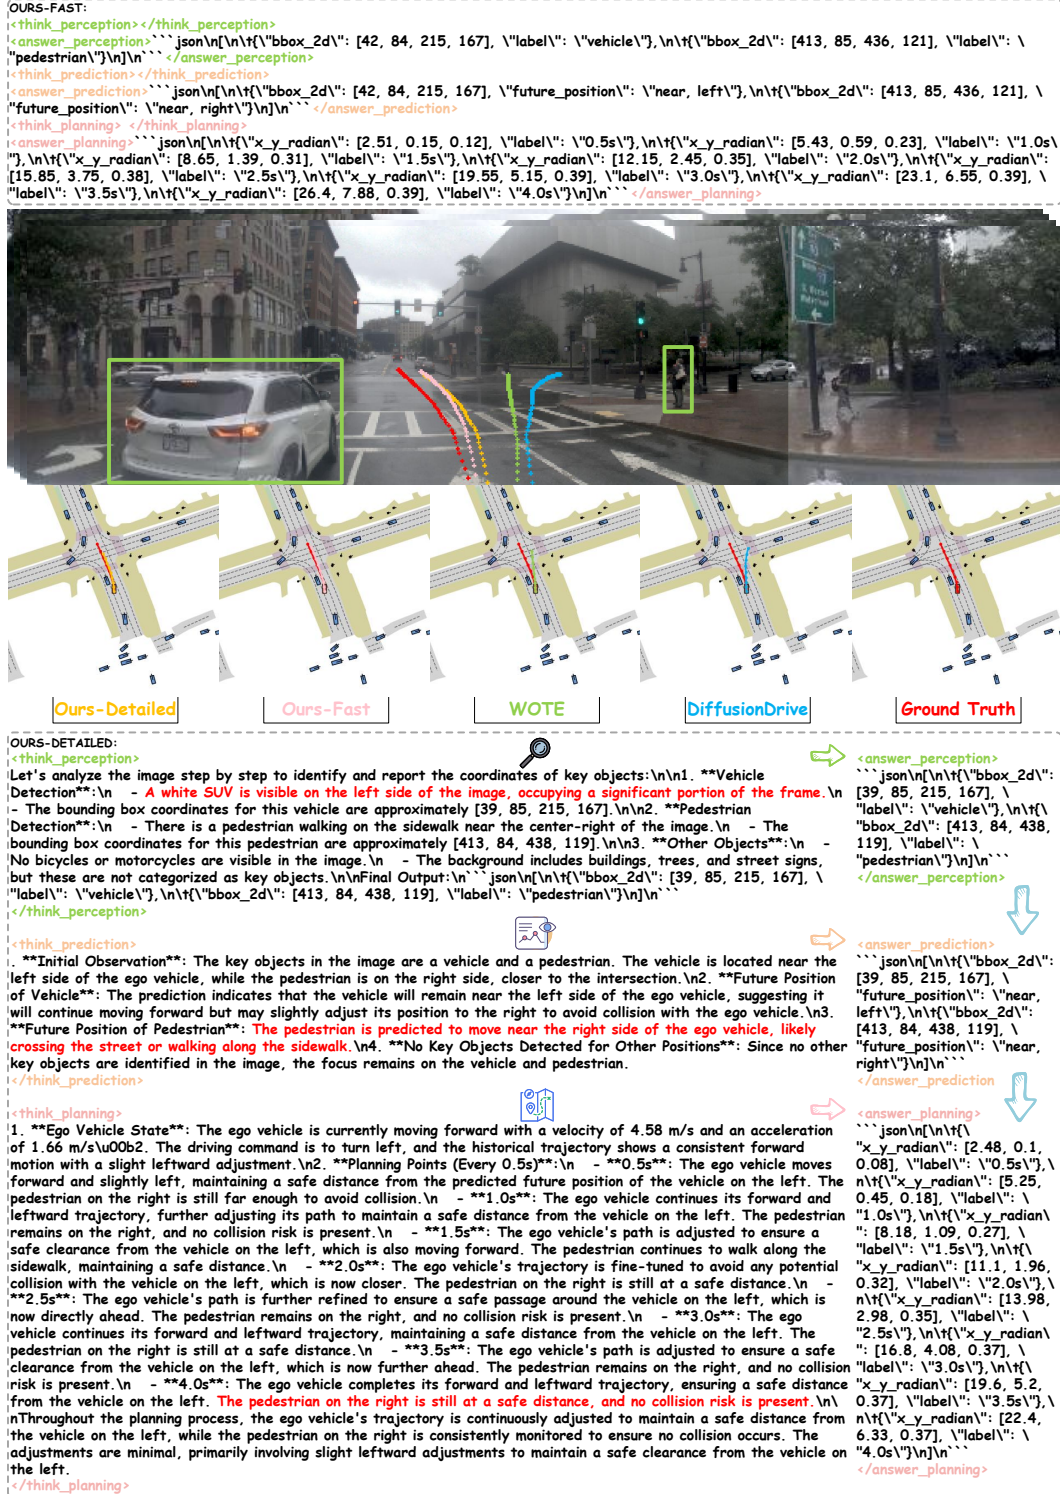 OURS-FAST:
<think_perception></think_perception>
<answer_perception>```json\n[\n\t{\"bbox_2d\": [42, 84, 215, 167], \"label\": \"vehicle\"},\n\t{\"bbox_2d\": [413, 85, 436, 121], \"label\": \
"pedestrian\"}\n]\n```</answer_perception>
<think_prediction></think_prediction>
<answer_prediction>```json\n[\n\t{\"bbox_2d\": [42, 84, 215, 167], \"future_position\": \"near, left\"},\n\t{\"bbox_2d\": [413, 85, 436, 121], \
"future_position\": \"near, right\"}\n]\n```</answer_prediction>
<think_planning> </think_planning>
<answer_planning>```json\n[\n\t{\"x_y_radian\": [2.51, 0.15, 0.12], \"label\": \"0.5s\"},\n\t{\"x_y_radian\": [5.43, 0.59, 0.23], \"label\": \"1.0s\
"},\n\t{\"x_y_radian\": [8.65, 1.39, 0.31], \"label\": \"1.5s\"},\n\t{\"x_y_radian\": [12.15, 2.45, 0.35], \"label\": \"2.0s\"},\n\t{\"x_y_radian\":
[15.85, 3.75, 0.38], \"label\": \"2.5s\"},\n\t{\"x_y_radian\": [19.55, 5.15, 0.39], \"label\": \"3.0s\"},\n\t{\"x_y_radian\": [23.1, 6.55, 0.39], \
"label\": \"3.5s\"},\n\t{\"x_y_radian\": [26.4, 7.88, 0.39], \"label\": \"4.0s\"}\n]\n```</answer_planning>
Ours-Detailed
Ours-Fast
WOTE
DiffusionDrive
Ground Truth
OURS-DETAILED:
<think_perception>
Let's analyze the image step by step to identify and report the coordinates of key objects:\n\n1. **Vehicle
Detection**:\n   - A white SUV is visible on the left side of the image, occupying a significant portion of the frame.\n
- The bounding box coordinates for this vehicle are approximately [39, 85, 215, 167].\n\n2. **Pedestrian
Detection**:\n   - There is a pedestrian walking on the sidewalk near the center-right of the image.\n   - The
bounding box coordinates for this pedestrian are approximately [413, 84, 438, 119].\n\n3. **Other Objects**:\n   -
No bicycles or motorcycles are visible in the image.\n   - The background includes buildings, trees, and street signs,
but these are not categorized as key objects.\n\nFinal Output:\n```json\n[\n\t{\"bbox_2d\": [39, 85, 215, 167], \
"label\": \"vehicle\"},\n\t{\"bbox_2d\": [413, 84, 438, 119], \"label\": \"pedestrian\"}\n]\n```
</think_perception>
<answer_perception>
```json\n[\n\t{\"bbox_2d\":
[39, 85, 215, 167], \
"label\": \"vehicle\"},\n\t{\
"bbox_2d\": [413, 84, 438,
119], \"label\": \
"pedestrian\"}\n]\n```
</answer_perception>
<think_prediction>
. **Initial Observation**: The key objects in the image are a vehicle and a pedestrian. The vehicle is located near the
left side of the ego vehicle, while the pedestrian is on the right side, closer to the intersection.\n2. **Future Position
of Vehicle**: The prediction indicates that the vehicle will remain near the left side of the ego vehicle, suggesting it
will continue moving forward but may slightly adjust its position to the right to avoid collision with the ego vehicle.\n3.
**Future Position of Pedestrian**: The pedestrian is predicted to move near the right side of the ego vehicle, likely
crossing the street or walking along the sidewalk.\n4. **No Key Objects Detected for Other Positions**: Since no other
key objects are identified in the image, the focus remains on the vehicle and pedestrian.
</think_prediction>
<answer_prediction>
```json\n[\n\t{\"bbox_2d\":
[39, 85, 215, 167], \
"future_position\": \"near,
left\"},\n\t{\"bbox_2d\":
[413, 84, 438, 119], \
"future_position\": \"near,
right\"}\n]\n```
</answer_prediction
<think_planning>
1. **Ego Vehicle State**: The ego vehicle is currently moving forward with a velocity of 4.58 m/s and an acceleration
of 1.66 m/s\u00b2. The driving command is to turn left, and the historical trajectory shows a consistent forward
motion with a slight leftward adjustment.\n2. **Planning Points (Every 0.5s)**:\n   - **0.5s**: The ego vehicle moves
forward and slightly left, maintaining a safe distance from the predicted future position of the vehicle on the left. The
pedestrian on the right is still far enough to avoid collision.\n   - **1.0s**: The ego vehicle continues its forward and
leftward trajectory, further adjusting its path to maintain a safe distance from the vehicle on the left. The pedestrian
remains on the right, and no collision risk is present.\n   - **1.5s**: The ego vehicle's path is adjusted to ensure a
safe clearance from the vehicle on the left, which is also moving forward. The pedestrian continues to walk along the
sidewalk, maintaining a safe distance.\n   - **2.0s**: The ego vehicle's trajectory is fine-tuned to avoid any potential
collision with the vehicle on the left, which is now closer. The pedestrian on the right is still at a safe distance.\n   -
**2.5s**: The ego vehicle's path is further refined to ensure a safe passage around the vehicle on the left, which is
now directly ahead. The pedestrian remains on the right, and no collision risk is present.\n   - **3.0s**: The ego
vehicle continues its forward and leftward trajectory, maintaining a safe distance from the vehicle on the left. The
pedestrian on the right is still at a safe distance.\n   - **3.5s**: The ego vehicle's path is adjusted to ensure a safe
clearance from the vehicle on the left, which is now further ahead. The pedestrian remains on the right, and no collision
risk is present.\n   - **4.0s**: The ego vehicle completes its forward and leftward trajectory, ensuring a safe distance
from the vehicle on the left. The pedestrian on the right is still at a safe distance, and no collision risk is present.\n\
nThroughout the planning process, the ego vehicle's trajectory is continuously adjusted to maintain a safe distance from
the vehicle on the left, while the pedestrian on the right is consistently monitored to ensure no collision occurs. The
adjustments are minimal, primarily involving slight leftward adjustments to maintain a safe clearance from the vehicle on
the left.
</think_planning>
<answer_planning>
```json\n[\n\t{\
"x_y_radian\": [2.48, 0.1,
0.08], \"label\": \"0.5s\"},\
n\t{\"x_y_radian\": [5.25,
0.45, 0.18], \"label\": \
"1.0s\"},\n\t{\"x_y_radian\
": [8.18, 1.09, 0.27], \
"label\": \"1.5s\"},\n\t{\
"x_y_radian\": [11.1, 1.96,
0.32], \"label\": \"2.0s\"},\
n\t{\"x_y_radian\": [13.98,
2.98, 0.35], \"label\": \
"2.5s\"},\n\t{\"x_y_radian\
": [16.8, 4.08, 0.37], \
"label\": \"3.0s\"},\n\t{\
"x_y_radian\": [19.6, 5.2,
0.37], \"label\": \"3.5s\"},\
n\t{\"x_y_radian\": [22.4,
6.33, 0.37], \"label\": \
"4.0s\"}\n]\n```
</answer_planning>